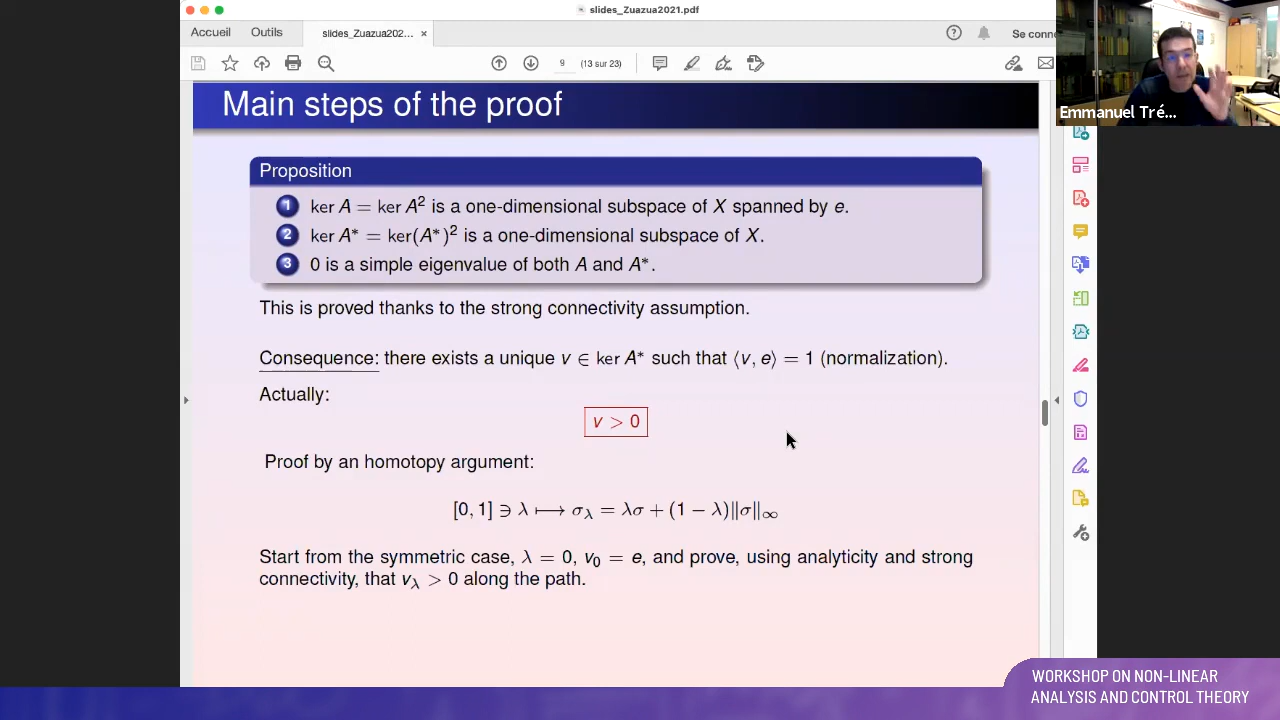 slides_Zuazua2021.pdf
Accueil Outils slides_Zuazua202... × ? Se conne
9 (13 sur 23)
Emmanuel Tré...
Main steps of the proof
Proposition
1 ker A = ker A² is a one-dimensional subspace of X spanned by e.
2 ker A* = ker(A*)² is a one-dimensional subspace of X.
3 0 is a simple eigenvalue of both A and A*.
This is proved thanks to the strong connectivity assumption.
Consequence: there exists a unique v ∈ ker A* such that ⟨v, e⟩ = 1 (normalization).
Actually:
v > 0
Proof by an homotopy argument:
[0, 1] ∋ λ ⟼ σ_λ = λσ + (1 − λ)‖σ‖_∞
Start from the symmetric case, λ = 0, v₀ = e, and prove, using analyticity and strong
connectivity, that v_λ > 0 along the path.
WORKSHOP ON NON-LINEAR
ANALYSIS AND CONTROL THEORY